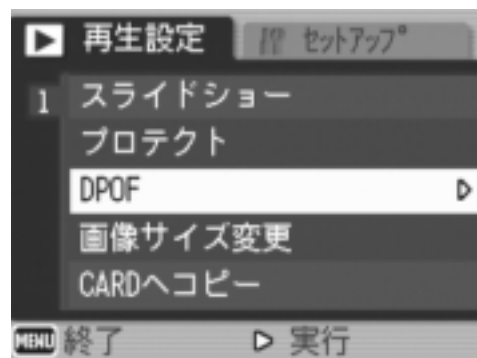 再生設定 セットアップ
1 スライドショー
プロテクト
DPOF
画像サイズ変更
CARDへコピー
MENU 終了 実行